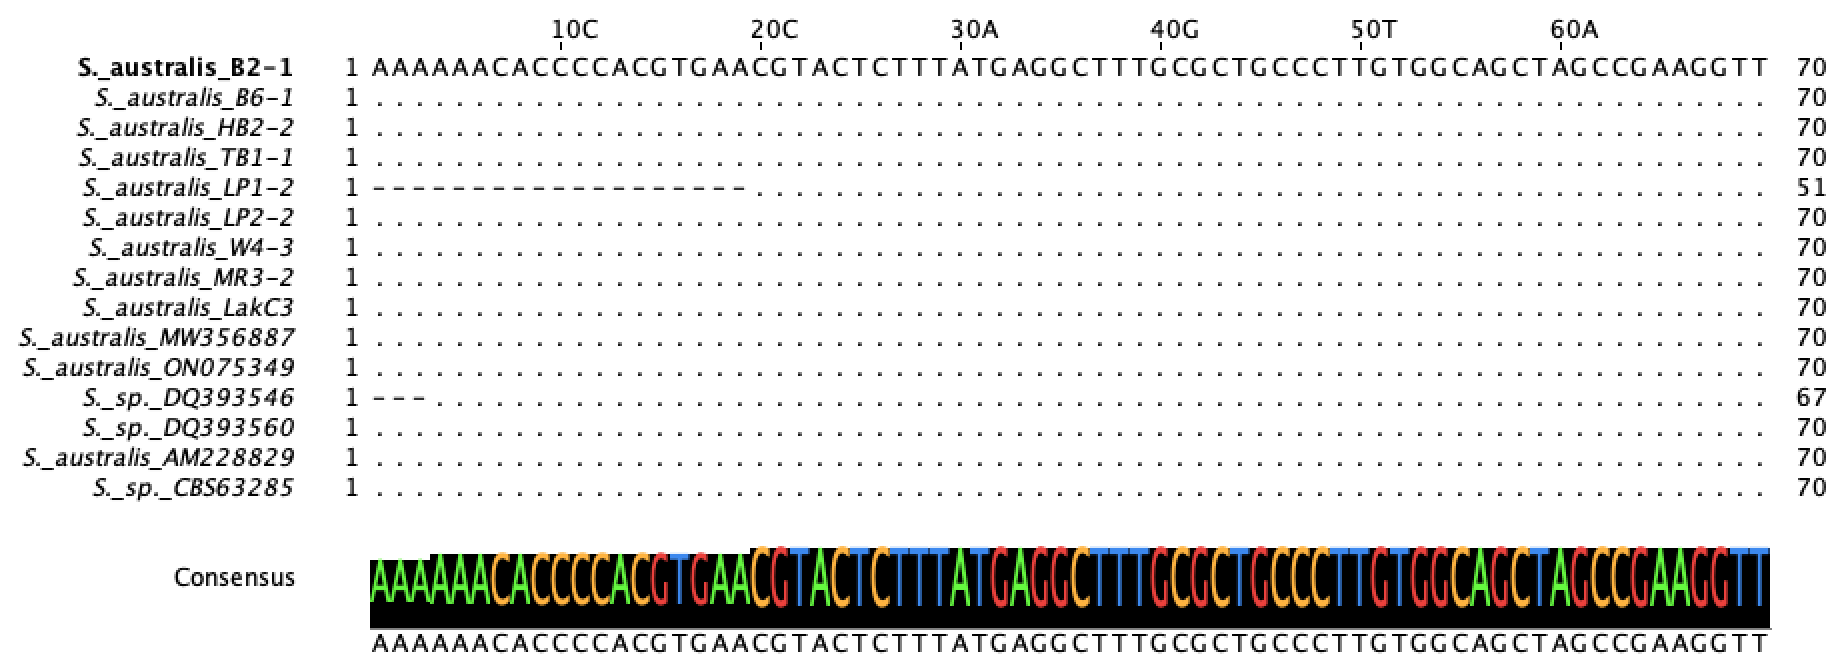 10C 20C 30A 40G 50T 60A
S._australis_B2-1 1 AAAAAACACCCCACGTGAACGTACTCTTTATGAGGCTTTGCGCTGCCCTTGTGGCAGCTAGCCGAAGGTT 70
S._australis_B6-1 1 ...................................................................... 70
S._australis_HB2-2 1 ...................................................................... 70
S._australis_TB1-1 1 ...................................................................... 70
S._australis_LP1-2 1 -------------------................................................... 51
S._australis_LP2-2 1 ...................................................................... 70
S._australis_W4-3 1 ...................................................................... 70
S._australis_MR3-2 1 ...................................................................... 70
S._australis_LakC3 1 ...................................................................... 70
S._australis_MW356887 1 ...................................................................... 70
S._australis_ON075349 1 ...................................................................... 70
S._sp._DQ393546 1 ---................................................................... 67
S._sp._DQ393560 1 ...................................................................... 70
S._australis_AM228829 1 ...................................................................... 70
S._sp._CBS63285 1 ...................................................................... 70
Consensus AAAAAACACCCCACGTGAACGTACTCTTTATGAGGCTTTGCGCTGCCCTTGTGGCAGCTAGCCGAAGGTT
AAAAAACACCCCACGTGAACGTACTCTTTATGAGGCTTTGCGCTGCCCTTGTGGCAGCTAGCCGAAGGTT